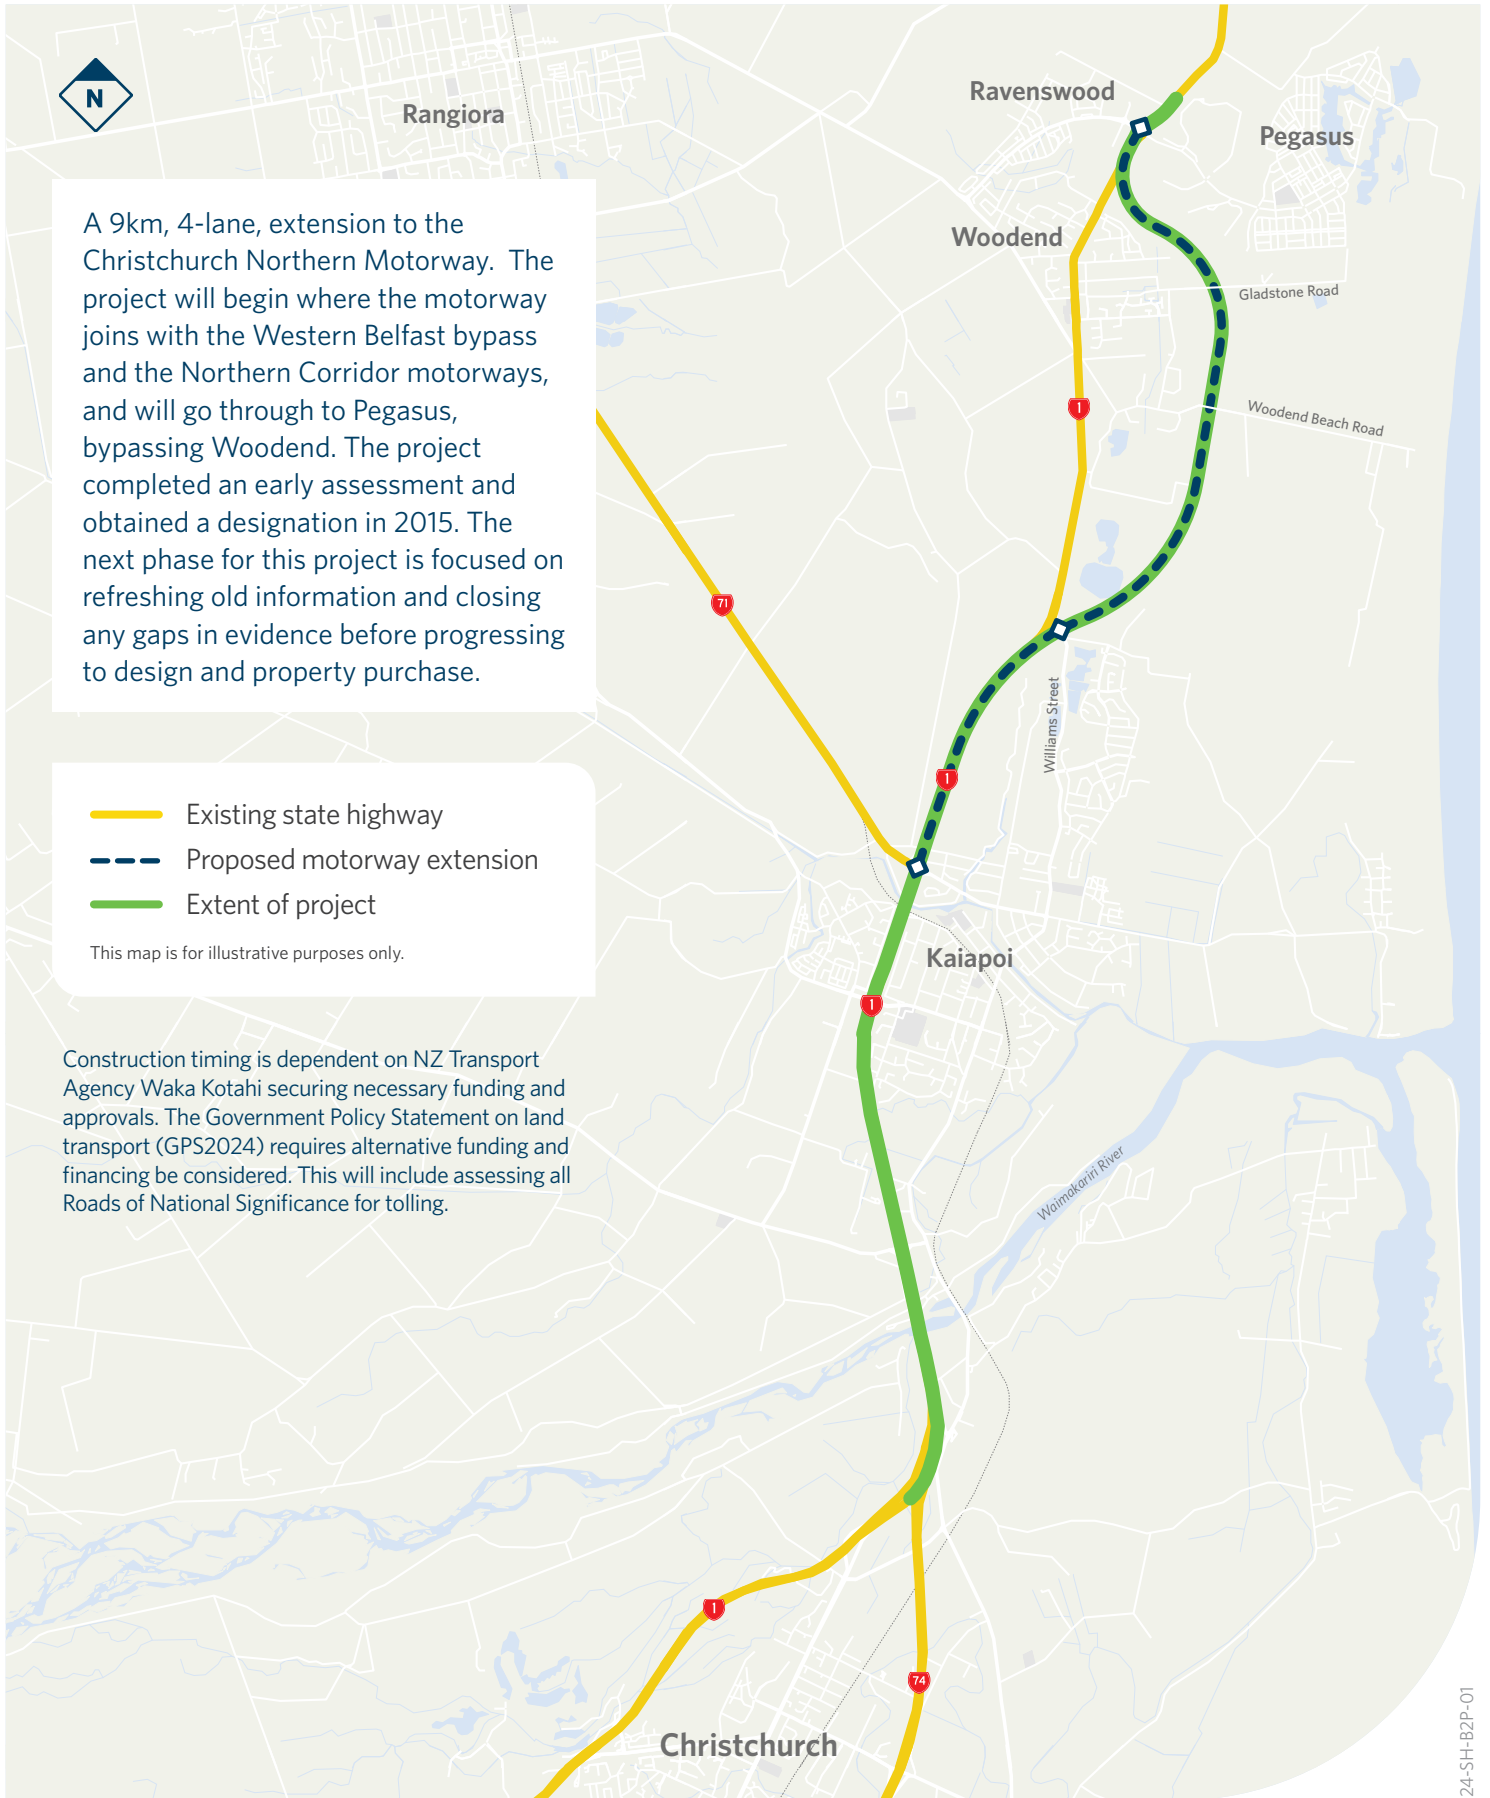 N
Rangiora
Ravenswood
Pegasus
Woodend
Gladstone Road
Woodend Beach Road
1
71
Williams Street
1
Kaiapoi
1
Waimakariri River
1
74
Christchurch
A 9km, 4-lane, extension to the
Christchurch Northern Motorway.  The
project will begin where the motorway
joins with the Western Belfast bypass
and the Northern Corridor motorways,
and will go through to Pegasus,
bypassing Woodend. The project
completed an early assessment and
obtained a designation in 2015. The
next phase for this project is focused on
refreshing old information and closing
any gaps in evidence before progressing
to design and property purchase.
Existing state highway
Proposed motorway extension
Extent of project
This map is for illustrative purposes only.
Construction timing is dependent on NZ Transport
Agency Waka Kotahi securing necessary funding and
approvals. The Government Policy Statement on land
transport (GPS2024) requires alternative funding and
financing be considered. This will include assessing all
Roads of National Significance for tolling.
24-SH-B2P-01